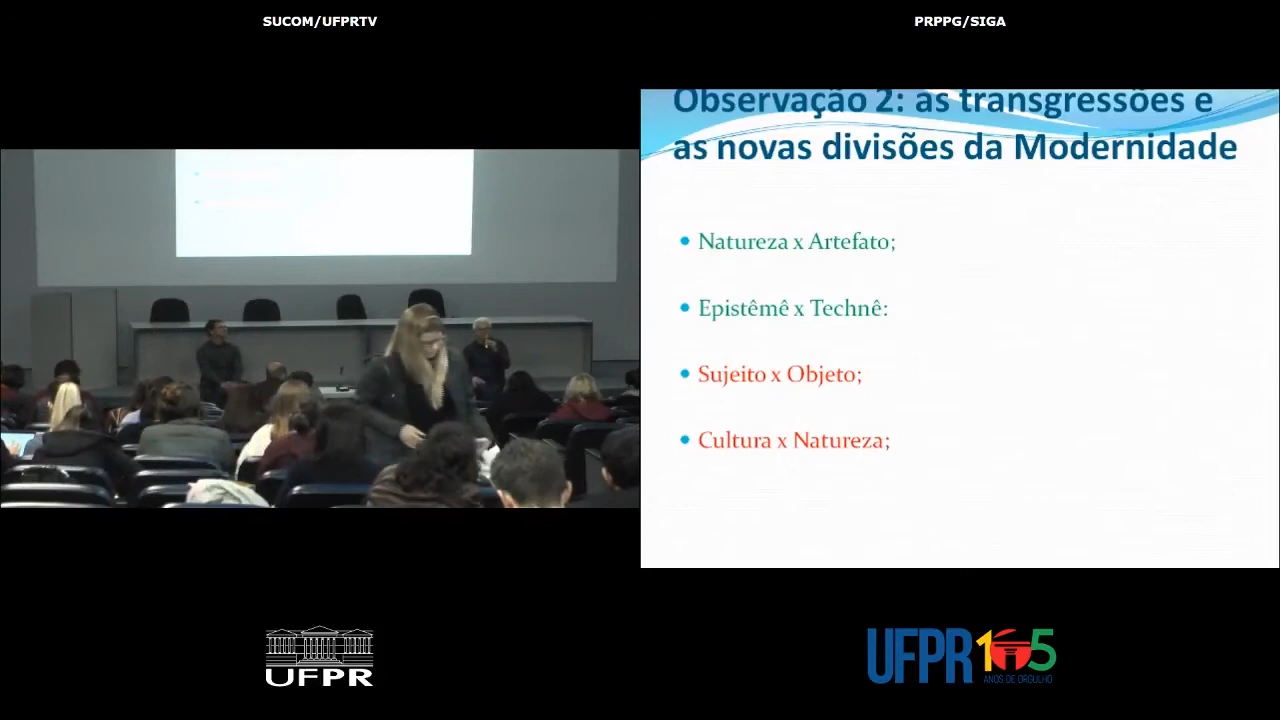 SUCOM/UFPRTV
PRPPG/SIGA
Observação 2: as transgressões e
as novas divisões da Modernidade
• Natureza x Artefato;
• Epistêmê x Technê:
• Sujeito x Objeto;
• Cultura x Natureza;
UFPR
UFPR 105
ANOS DE ORGULHO